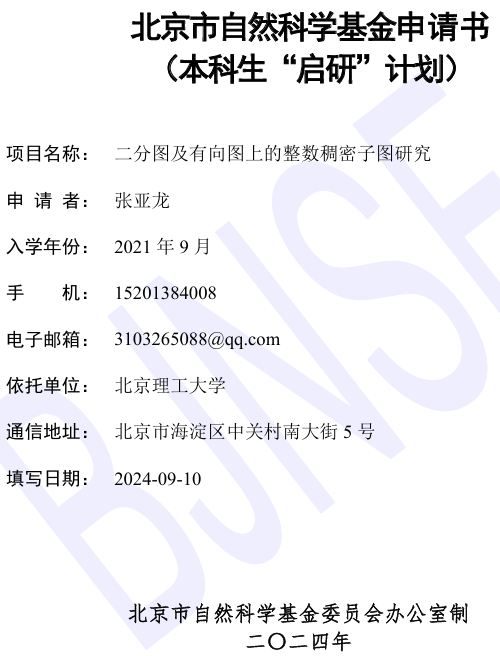 北京市自然科学基金申请书
（本科生“启研”计划）
项目名称： 二分图及有向图上的整数稠密子图研究
申 请 者： 张亚龙
入学年份： 2021 年 9 月
手 机： 15201384008
电子邮箱： 3103265088@qq.com
依托单位： 北京理工大学
通信地址： 北京市海淀区中关村南大街 5 号
填写日期： 2024-09-10
北京市自然科学基金委员会办公室制
二〇二四年
BJNSF